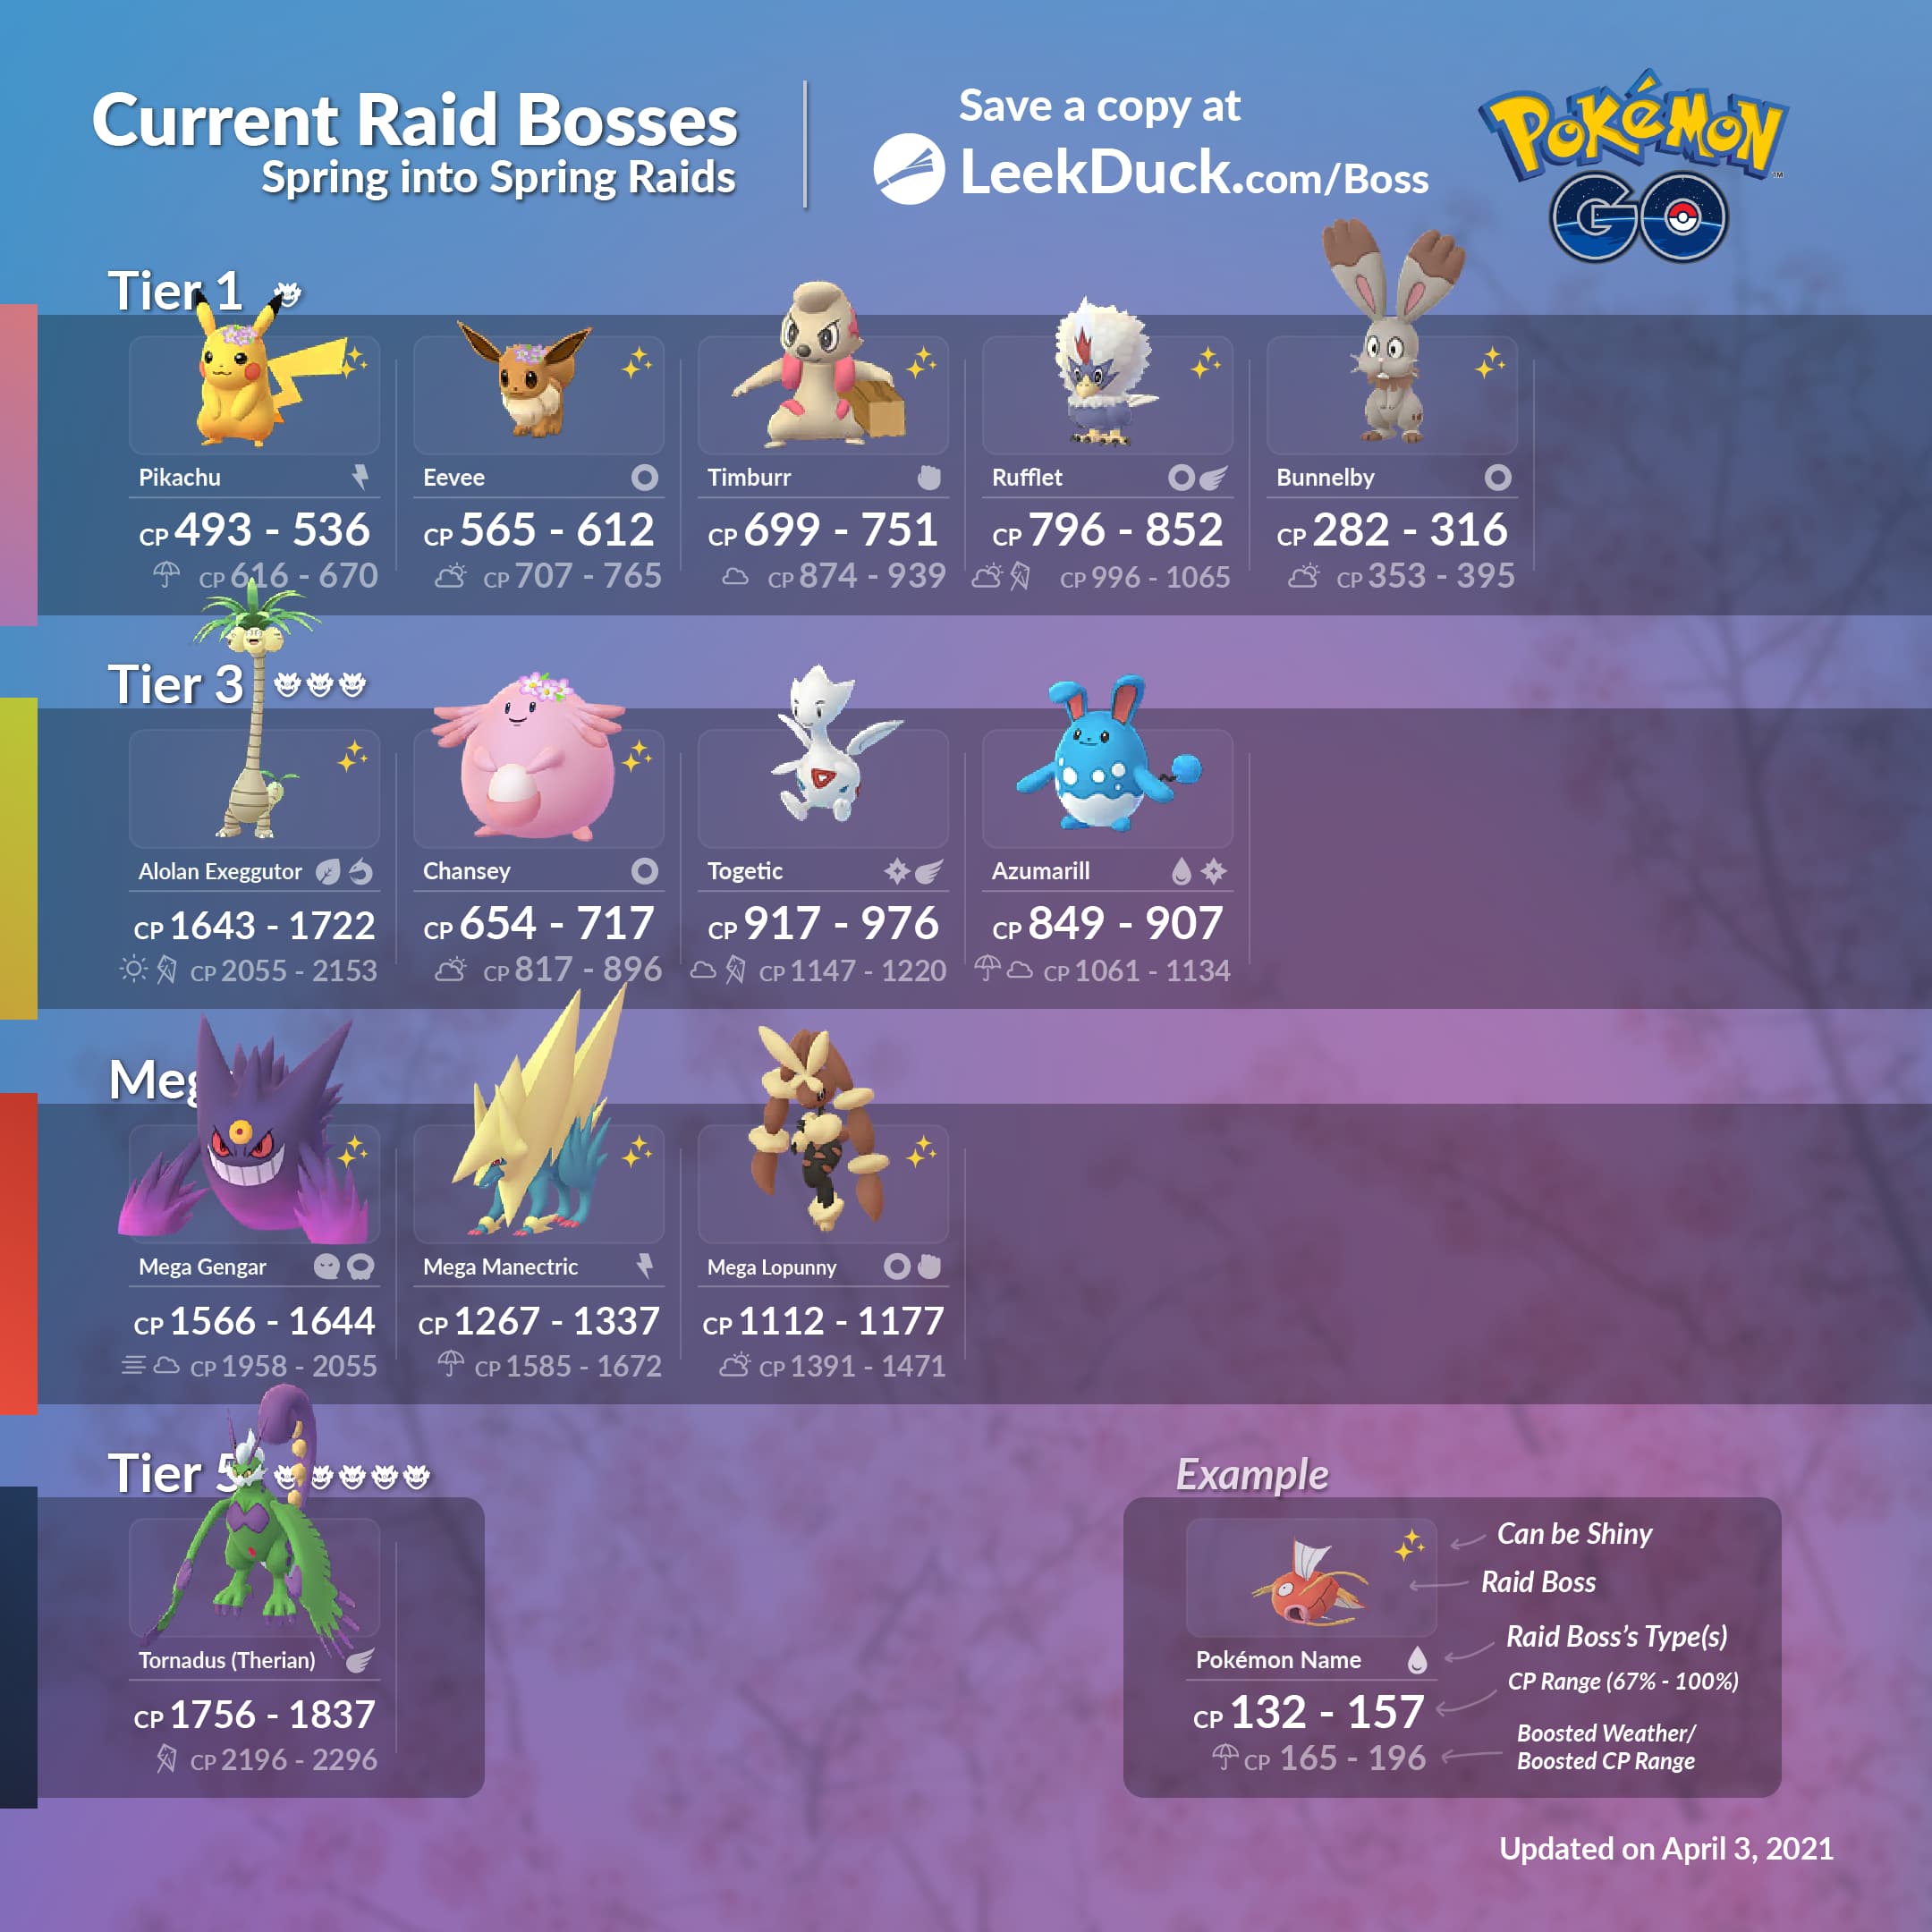 Current Raid Bosses
Spring into Spring Raids
Save a copy at
LeekDuck.com/Boss
POKÉMON
TM
GO
Tier 1
Pikachu
CP 493 - 536
CP 616 - 670
Eevee
CP 565 - 612
CP 707 - 765
Timburr
CP 699 - 751
CP 874 - 939
Rufflet
CP 796 - 852
CP 996 - 1065
Bunnelby
CP 282 - 316
CP 353 - 395
Tier 3
Alolan Exeggutor
CP 1643 - 1722
CP 2055 - 2153
Chansey
CP 654 - 717
CP 817 - 896
Togetic
CP 917 - 976
CP 1147 - 1220
Azumarill
CP 849 - 907
CP 1061 - 1134
Meg
Mega Gengar
CP 1566 - 1644
CP 1958 - 2055
Mega Manectric
CP 1267 - 1337
CP 1585 - 1672
Mega Lopunny
CP 1112 - 1177
CP 1391 - 1471
Tier 5
Tornadus (Therian)
CP 1756 - 1837
CP 2196 - 2296
Example
Can be Shiny
Raid Boss
Raid Boss's Type(s)
Pokémon Name
CP Range (67% - 100%)
CP 132 - 157
Boosted Weather/
Boosted CP Range
CP 165 - 196
Updated on April 3, 2021